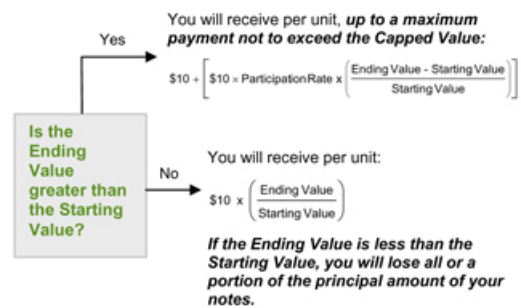 You will receive per unit, up to a maximum
payment not to exceed the Capped Value:
Yes
$10 + [$10 × Participation Rate x (Ending Value - Starting Value / Starting Value)]
Is the
Ending
Value
greater than
the Starting
Value?
No
You will receive per unit:
$10 x (Ending Value / Starting Value)
If the Ending Value is less than the
Starting Value, you will lose all or a
portion of the principal amount of your
notes.